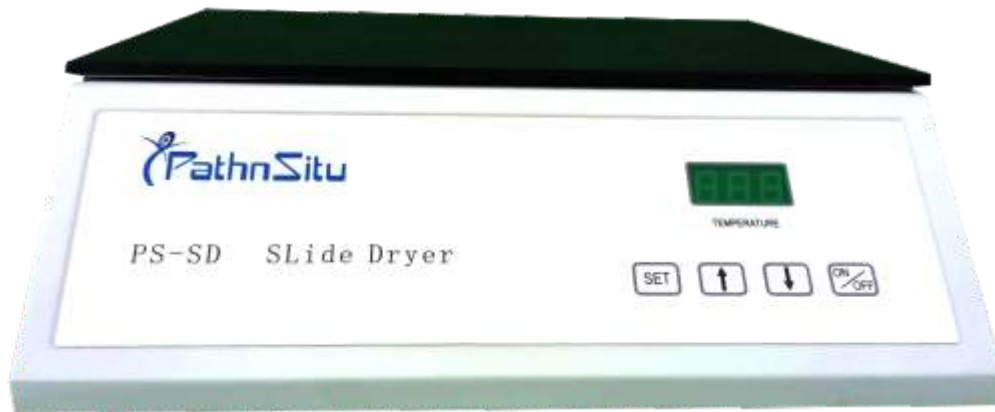 PathnSitu
TEMPERATURE
PS-SD SLide Dryer
SET
ON/OFF